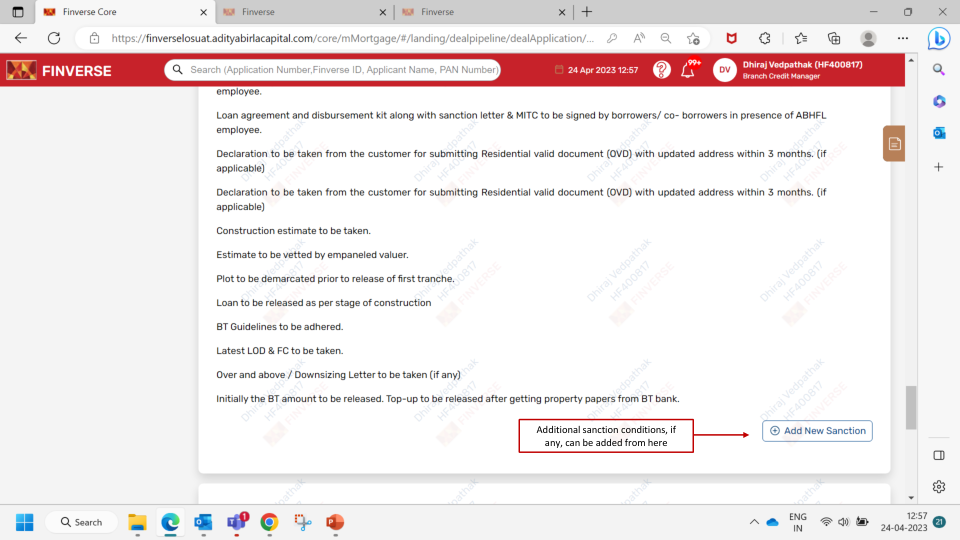 Finverse Core
Finverse
Finverse
https://finverselosuat.adityabirlacapital.com/core/mMortgage/#/landing/dealpipeline/dealApplication/...
FINVERSE
Search (Application Number,Finverse ID, Applicant Name, PAN Number)
24 Apr 2023 12:57
99+
DV
Dhiraj Vedpathak (HF400817)
Branch Credit Manager
employee.
Loan agreement and disbursement kit along with sanction letter & MITC to be signed by borrowers/ co- borrowers in presence of ABHFL
employee.
Declaration to be taken from the customer for submitting Residential valid document (OVD) with updated address within 3 months. (if
applicable)
Declaration to be taken from the customer for submitting Residential valid document (OVD) with updated address within 3 months. (if
applicable)
Construction estimate to be taken.
Estimate to be vetted by empaneled valuer.
Plot to be demarcated prior to release of first tranche.
Loan to be released as per stage of construction
BT Guidelines to be adhered.
Latest LOD & FC to be taken.
Over and above / Downsizing Letter to be taken (if any)
Initially the BT amount to be released. Top-up to be released after getting property papers from BT bank.
Additional sanction conditions, if
any, can be added from here
Add New Sanction
Dhiraj Vedpathak
HF400817
FINVERSE
Search
1
ENG
IN
12:57
24-04-2023
21